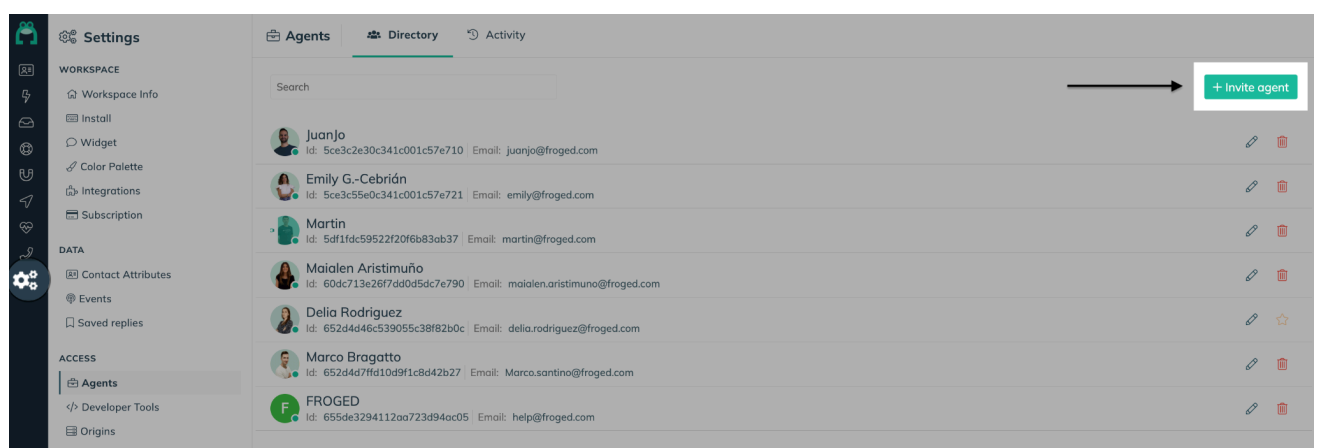 Settings
WORKSPACE
Workspace Info
Install
Widget
Color Palette
Integrations
Subscription
DATA
Contact Attributes
Events
Saved replies
ACCESS
Agents
</> Developer Tools
Origins
Agents Directory Activity
Search
+ Invite agent
JuanJo
Id: 5ce3c2e30c341c001c57e710 Email: juanjo@froged.com
Emily G.-Cebrián
Id: 5ce3c55e0c341c001c57e721 Email: emily@froged.com
Martin
Id: 5df1fdc59522f20f6b83ab37 Email: martin@froged.com
Maialen Aristimuño
Id: 60dc713e26f7dd0d5dc7e790 Email: maialen.aristimuno@froged.com
Delia Rodriguez
Id: 652d4d46c539055c38f82b0c Email: delia.rodriguez@froged.com
Marco Bragatto
Id: 652d4d7ffd10d9f1c8d42b27 Email: Marco.santino@froged.com
F
FROGED
Id: 655de3294112aa723d94ac05 Email: help@froged.com